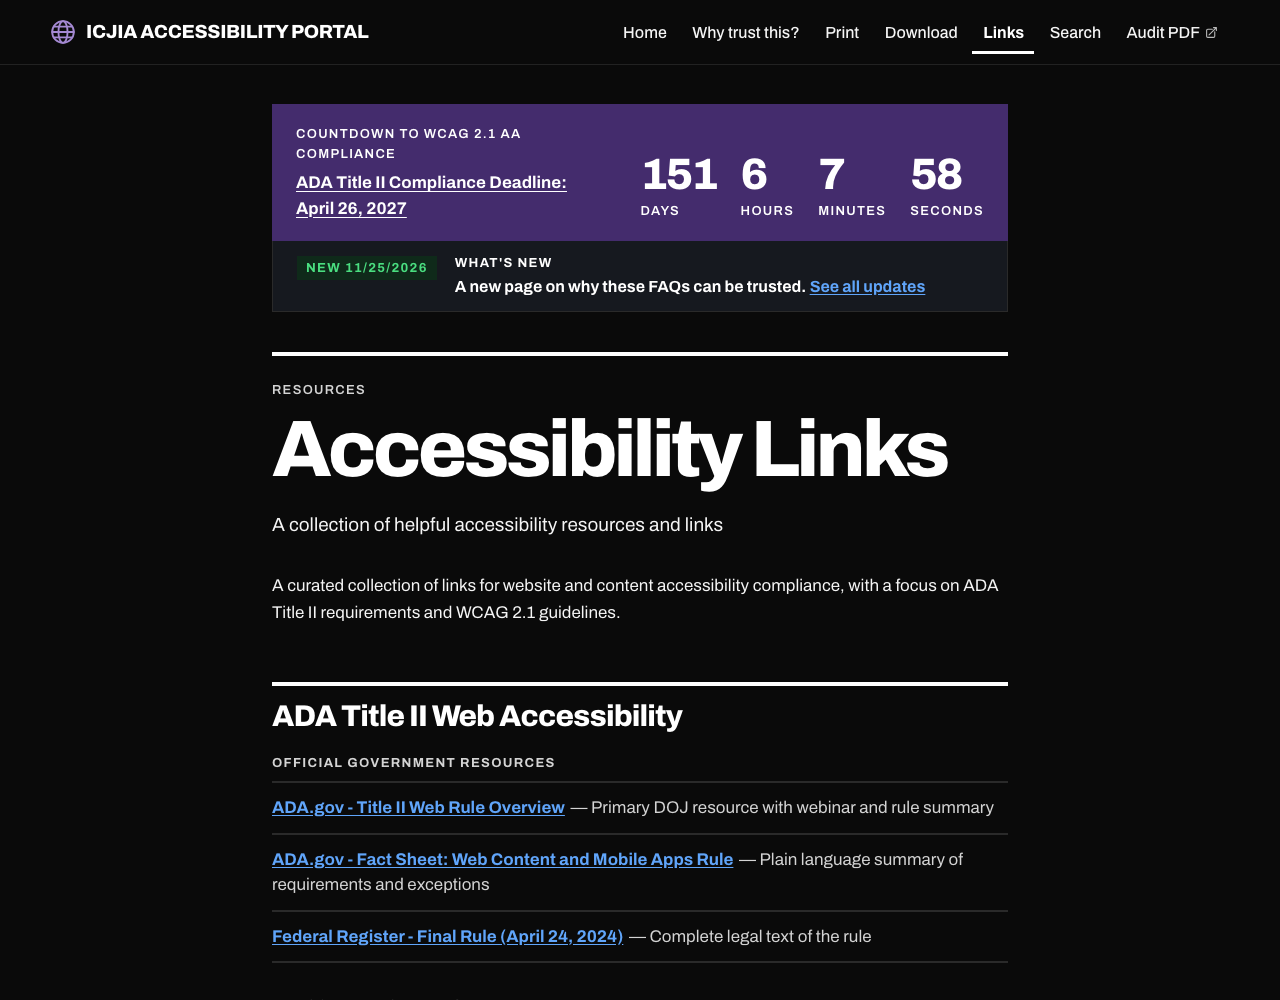 ICJIA ACCESSIBILITY PORTAL
Home
Why trust this?
Print
Download
Links
Search
Audit PDF
COUNTDOWN TO WCAG 2.1 AA
COMPLIANCE
ADA Title II Compliance Deadline:
April 26, 2027
151
DAYS
6
HOURS
7
MINUTES
58
SECONDS
NEW 11/25/2026
WHAT'S NEW
A new page on why these FAQs can be trusted. See all updates
RESOURCES
Accessibility Links
A collection of helpful accessibility resources and links
A curated collection of links for website and content accessibility compliance, with a focus on ADA
Title II requirements and WCAG 2.1 guidelines.
ADA Title II Web Accessibility
OFFICIAL GOVERNMENT RESOURCES
ADA.gov - Title II Web Rule Overview — Primary DOJ resource with webinar and rule summary
ADA.gov - Fact Sheet: Web Content and Mobile Apps Rule — Plain language summary of
requirements and exceptions
Federal Register - Final Rule (April 24, 2024) — Complete legal text of the rule